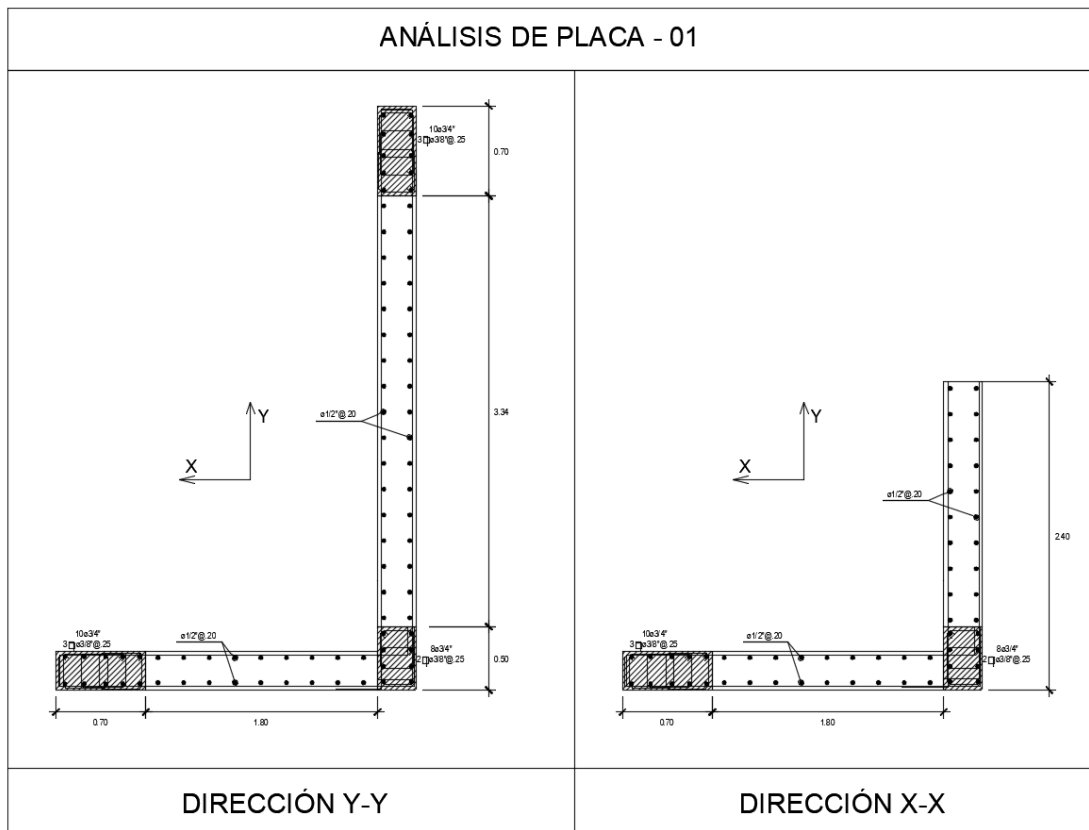 ANÁLISIS DE PLACA - 01
10ø3/4"
3□ø3/8"@.25
0.70
3.34
ø1/2"@.20
Y
X
10ø3/4"
3□ø3/8"@.25
ø1/2"@.20
8ø3/4"
2□ø3/8"@.25
0.50
0.70
1.80
DIRECCIÓN Y-Y
Y
X
ø1/2"@.20
2.40
10ø3/4"
3□ø3/8"@.25
ø1/2"@.20
8ø3/4"
2□ø3/8"@.25
0.70
1.80
DIRECCIÓN X-X